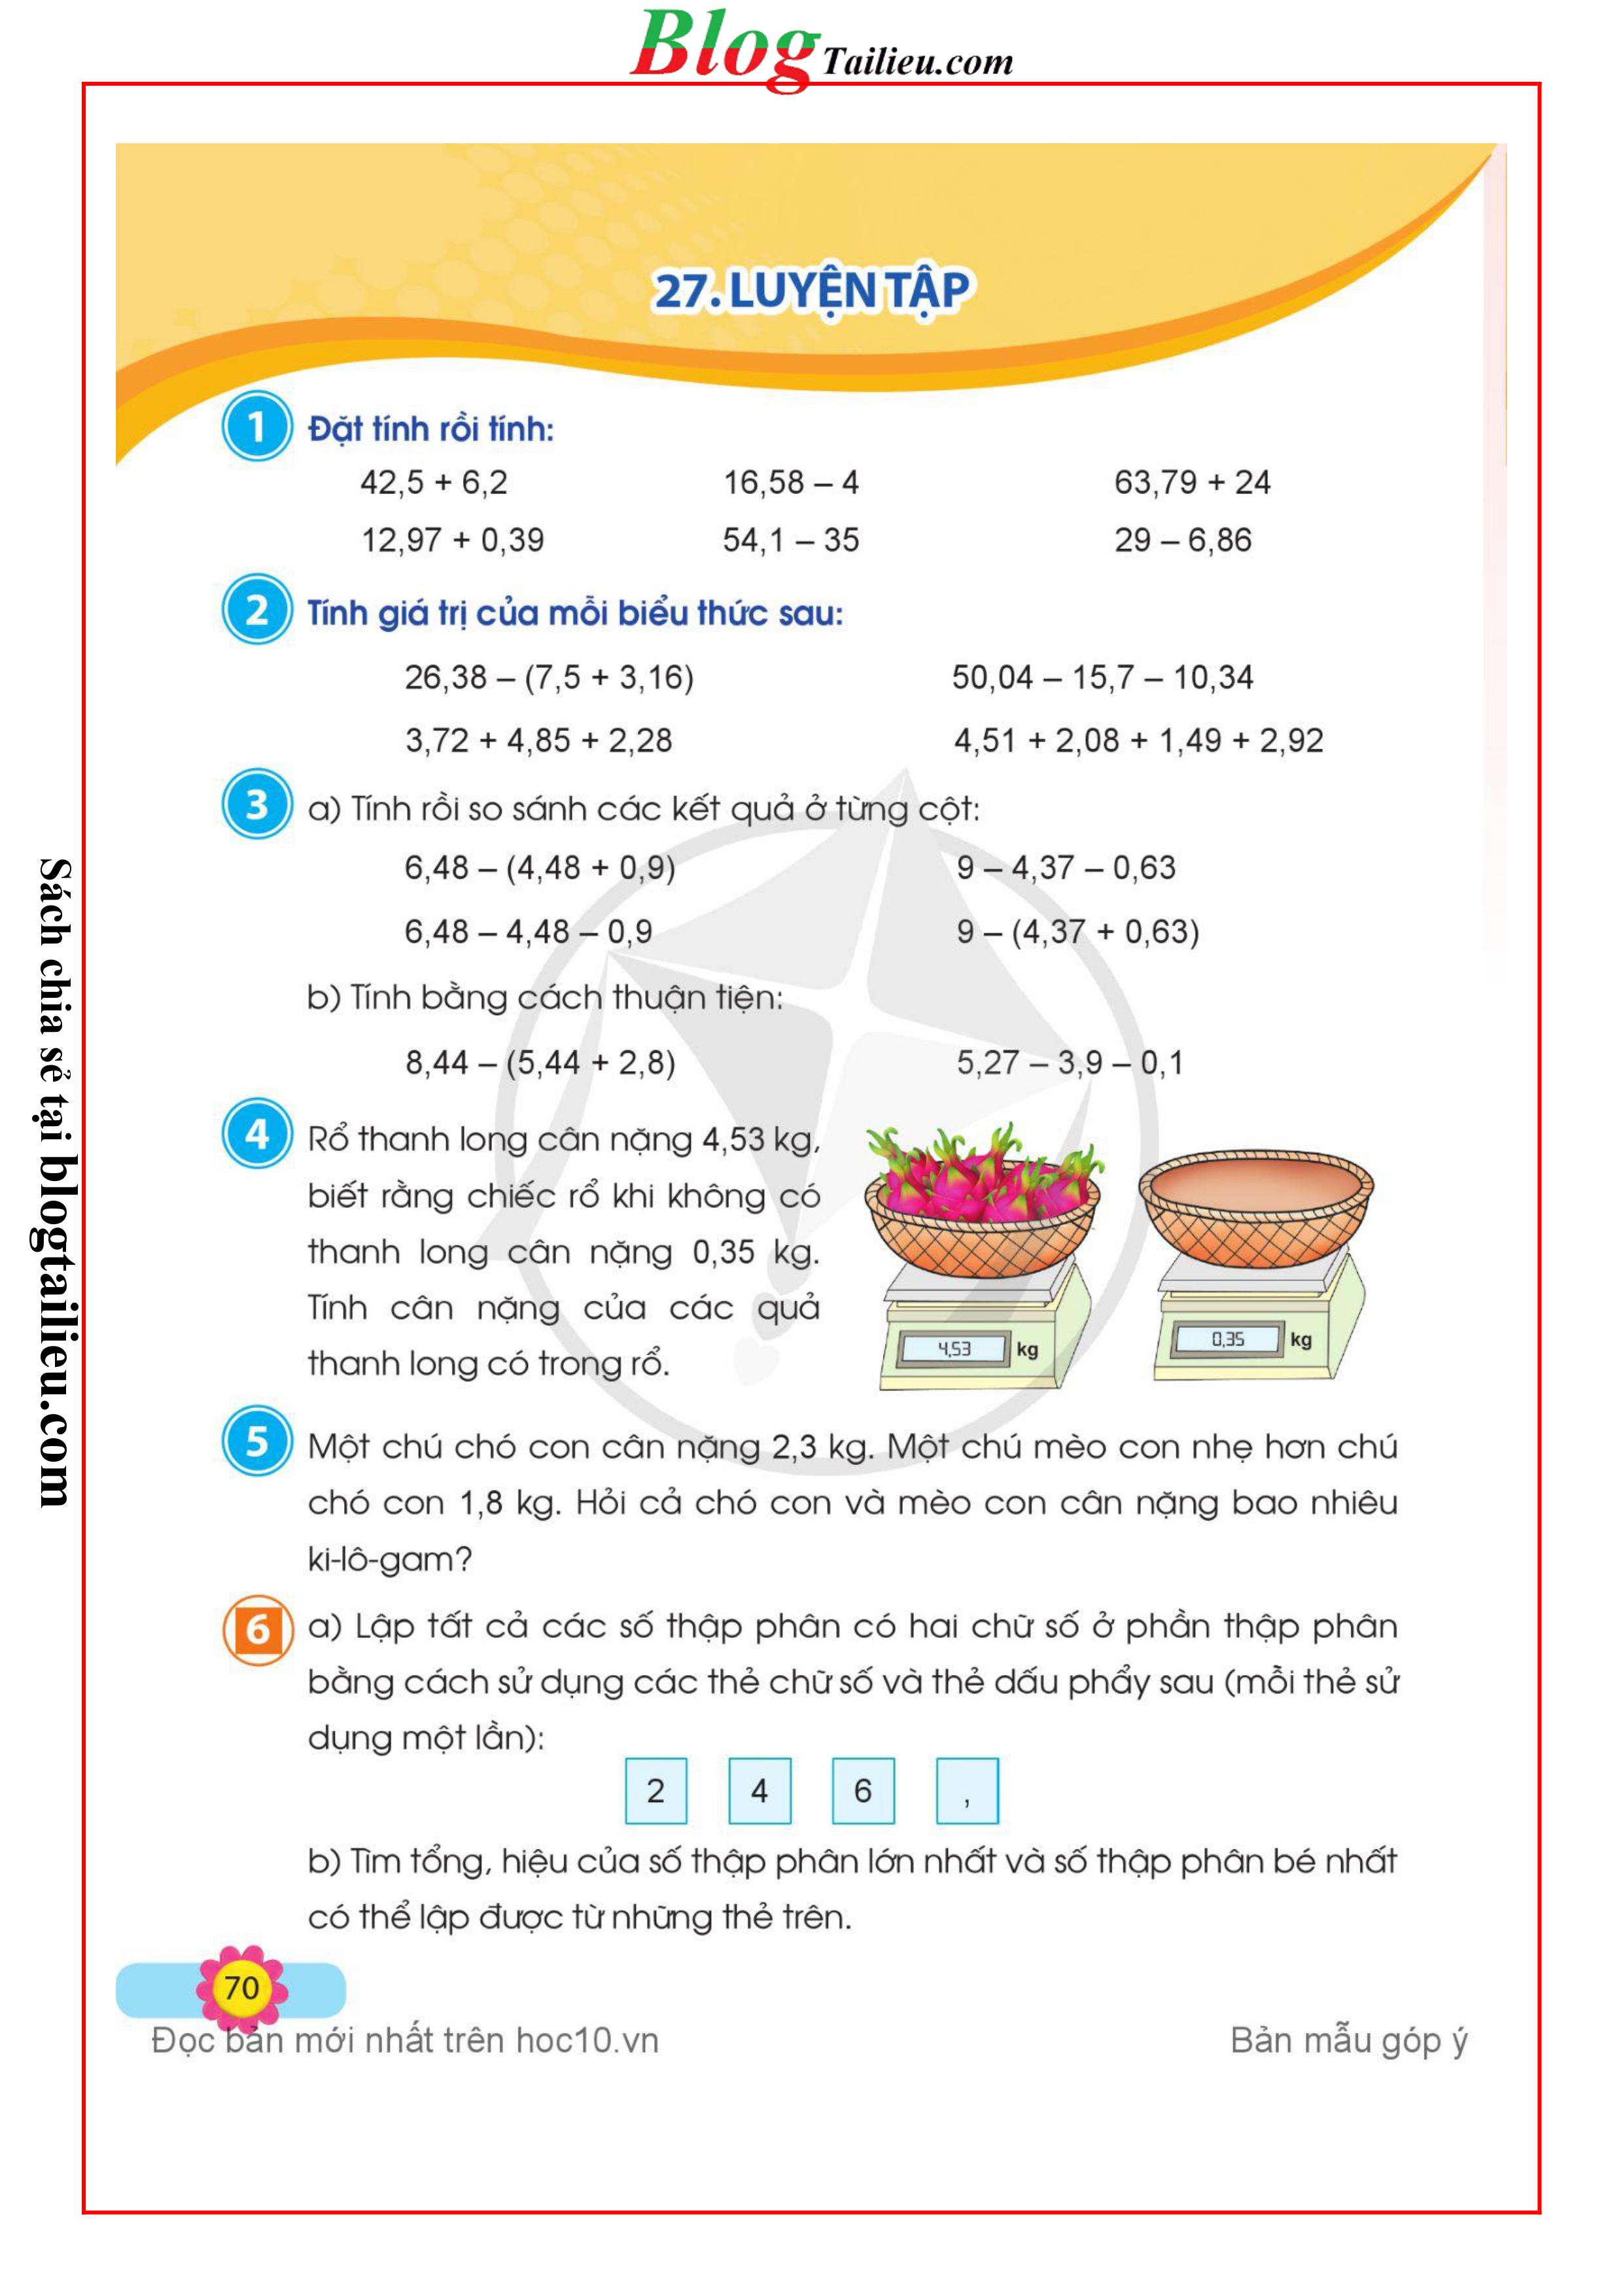 Blog Tailieu.com
27. LUYỆN TẬP
1 Đặt tính rồi tính:
42,5 + 6,2 16,58 – 4 63,79 + 24
12,97 + 0,39 54,1 – 35 29 – 6,86
2 Tính giá trị của mỗi biểu thức sau:
26,38 – (7,5 + 3,16) 50,04 – 15,7 – 10,34
3,72 + 4,85 + 2,28 4,51 + 2,08 + 1,49 + 2,92
3 a) Tính rồi so sánh các kết quả ở từng cột:
6,48 – (4,48 + 0,9) 9 – 4,37 – 0,63
6,48 – 4,48 – 0,9 9 – (4,37 + 0,63)
b) Tính bằng cách thuận tiện:
8,44 – (5,44 + 2,8) 5,27 – 3,9 – 0,1
4 Rổ thanh long cân nặng 4,53 kg,
biết rằng chiếc rổ khi không có
thanh long cân nặng 0,35 kg.
Tính cân nặng của các quả
thanh long có trong rổ.
4,53 kg
0,35 kg
5 Một chú chó con cân nặng 2,3 kg. Một chú mèo con nhẹ hơn chú
chó con 1,8 kg. Hỏi cả chó con và mèo con cân nặng bao nhiêu
ki-lô-gam?
6 a) Lập tất cả các số thập phân có hai chữ số ở phần thập phân
bằng cách sử dụng các thẻ chữ số và thẻ dấu phẩy sau (mỗi thẻ sử
dụng một lần):
2 4 6 ,
b) Tìm tổng, hiệu của số thập phân lớn nhất và số thập phân bé nhất
có thể lập được từ những thẻ trên.
70
Đọc bản mới nhất trên hoc10.vn Bản mẫu góp ý
Sách chia sẻ tại blogtailieu.com